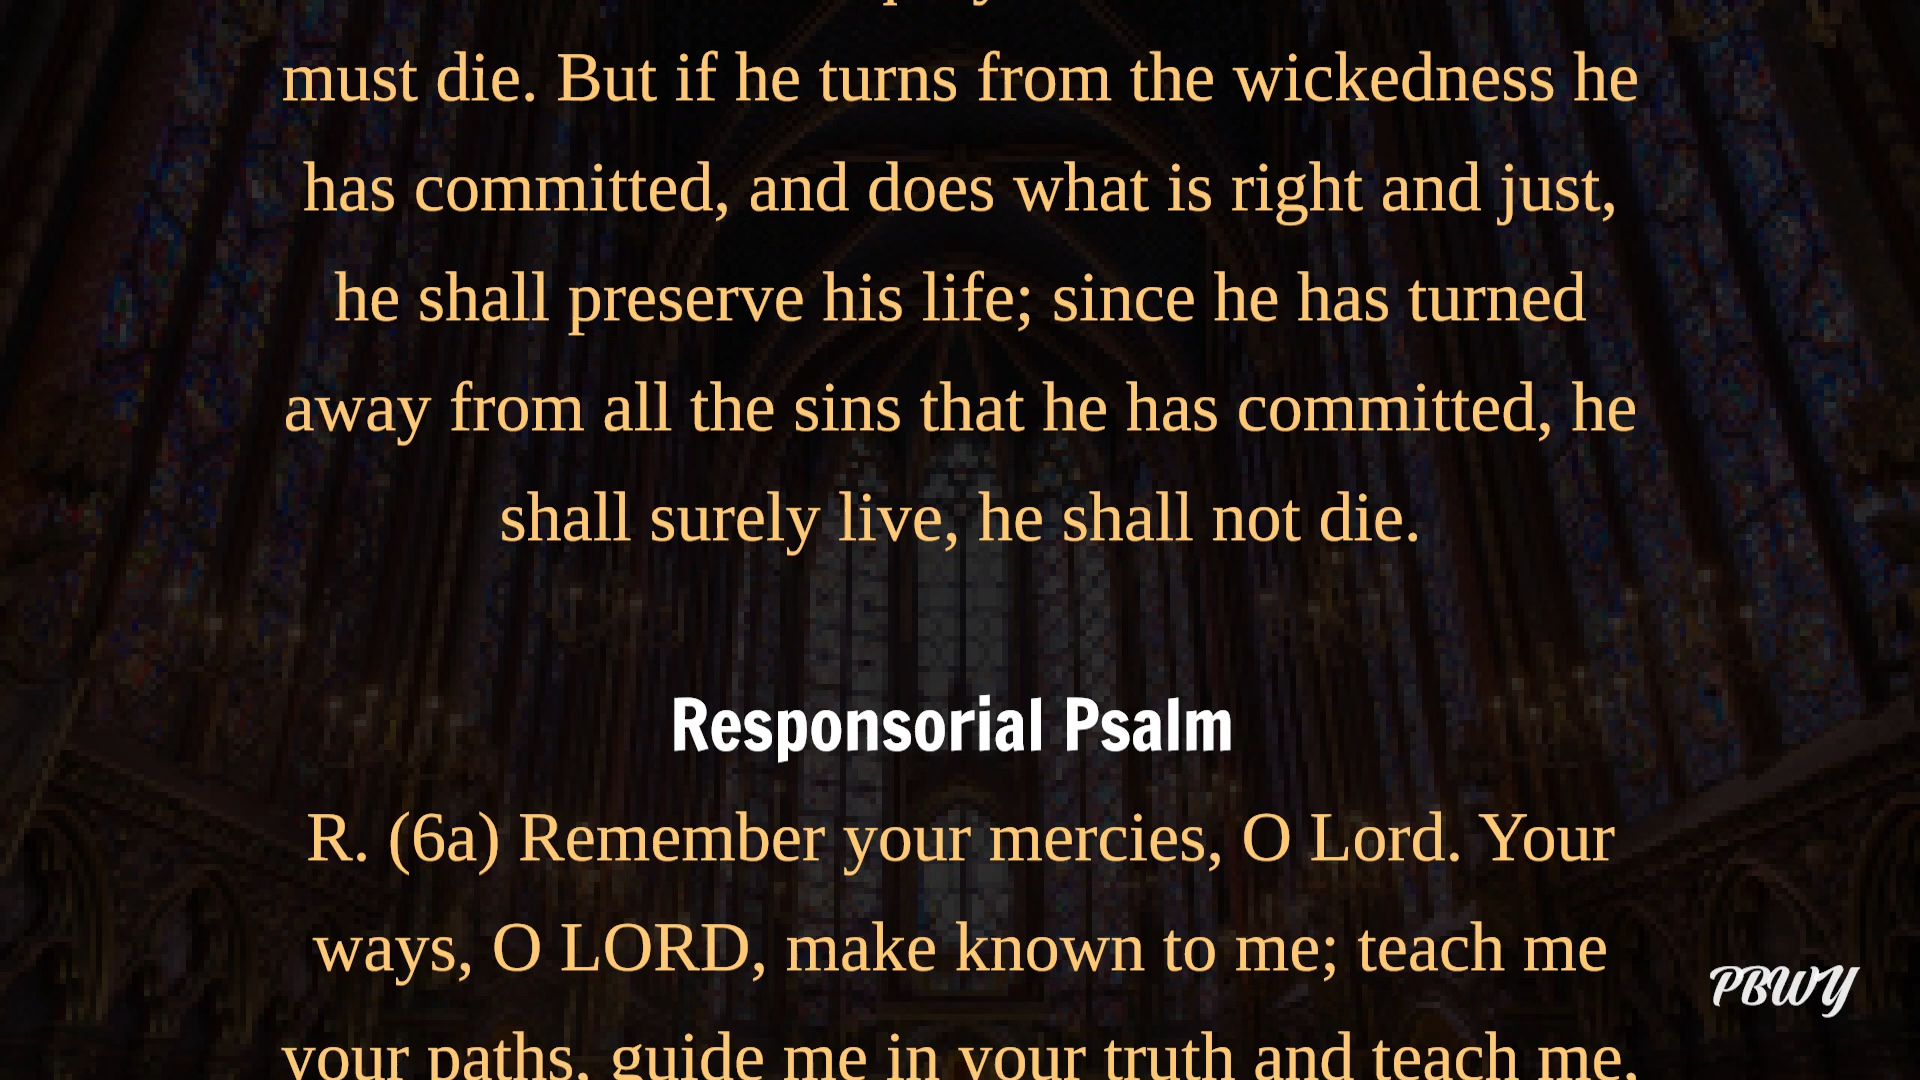 must die. But if he turns from the wickedness he
has committed, and does what is right and just,
he shall preserve his life; since he has turned
away from all the sins that he has committed, he
shall surely live, he shall not die.
Responsorial Psalm
R. (6a) Remember your mercies, O Lord. Your
ways, O LORD, make known to me; teach me
your paths, guide me in your truth and teach me,
PBWY